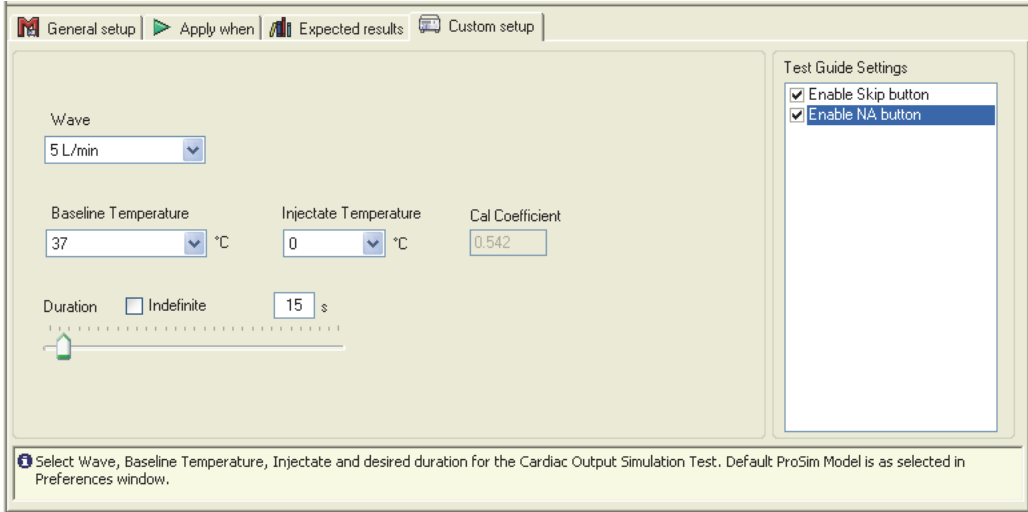 General setup Apply when Expected results Custom setup
Test Guide Settings
Enable Skip button
Enable NA button
Wave
5 L/min
Baseline Temperature Injectate Temperature Cal Coefficient
37 °C 0 °C 0.542
Duration Indefinite 15 s
Select Wave, Baseline Temperature, Injectate and desired duration for the Cardiac Output Simulation Test. Default ProSim Model is as selected in
Preferences window.